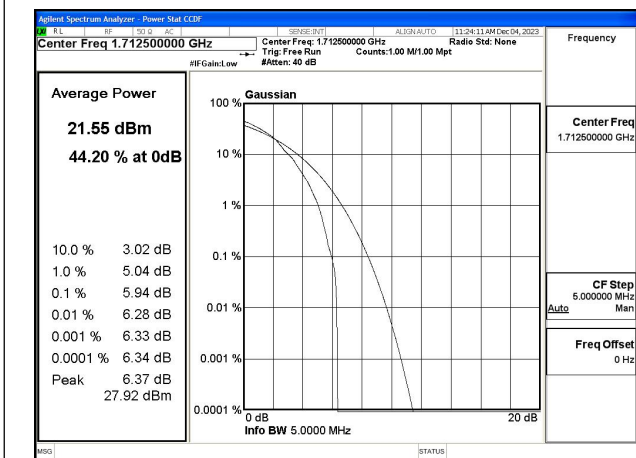 Agilent Spectrum Analyzer - Power Stat CCDF
RL RF 50 Ω AC SENSE:INT ALIGN AUTO 11:24:11 AM Dec 04, 2023
Center Freq 1.712500000 GHz
Center Freq: 1.712500000 GHz Radio Std: None
Trig: Free Run Counts:1.00 M/1.00 Mpt
#IFGain:Low #Atten: 40 dB
Frequency
Average Power
21.55 dBm
44.20 % at 0dB
10.0 % 3.02 dB
1.0 % 5.04 dB
0.1 % 5.94 dB
0.01 % 6.28 dB
0.001 % 6.33 dB
0.0001 % 6.34 dB
Peak 6.37 dB
27.92 dBm
Gaussian
100 %
10 %
1 %
0.1 %
0.01 %
0.001 %
0.0001 %
0 dB 20 dB
Info BW 5.0000 MHz
Center Freq
1.712500000 GHz
CF Step
5.000000 MHz
Auto Man
Freq Offset
0 Hz
MSG STATUS